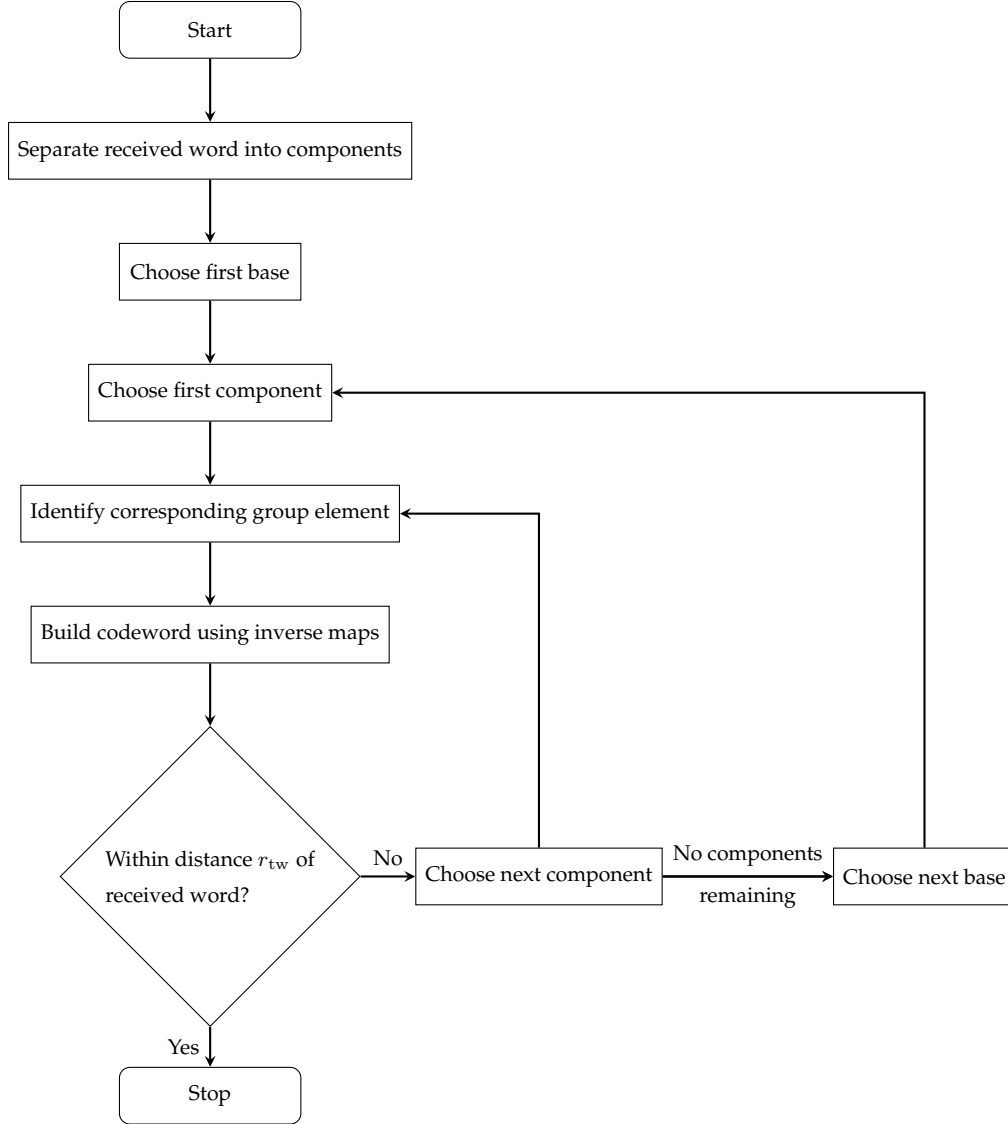 Start
Separate received word into components
Choose first base
Choose first component
Identify corresponding group element
Build codeword using inverse maps
Within distance r_tw of
received word?
No
Choose next component
No components
remaining
Choose next base
Yes
Stop